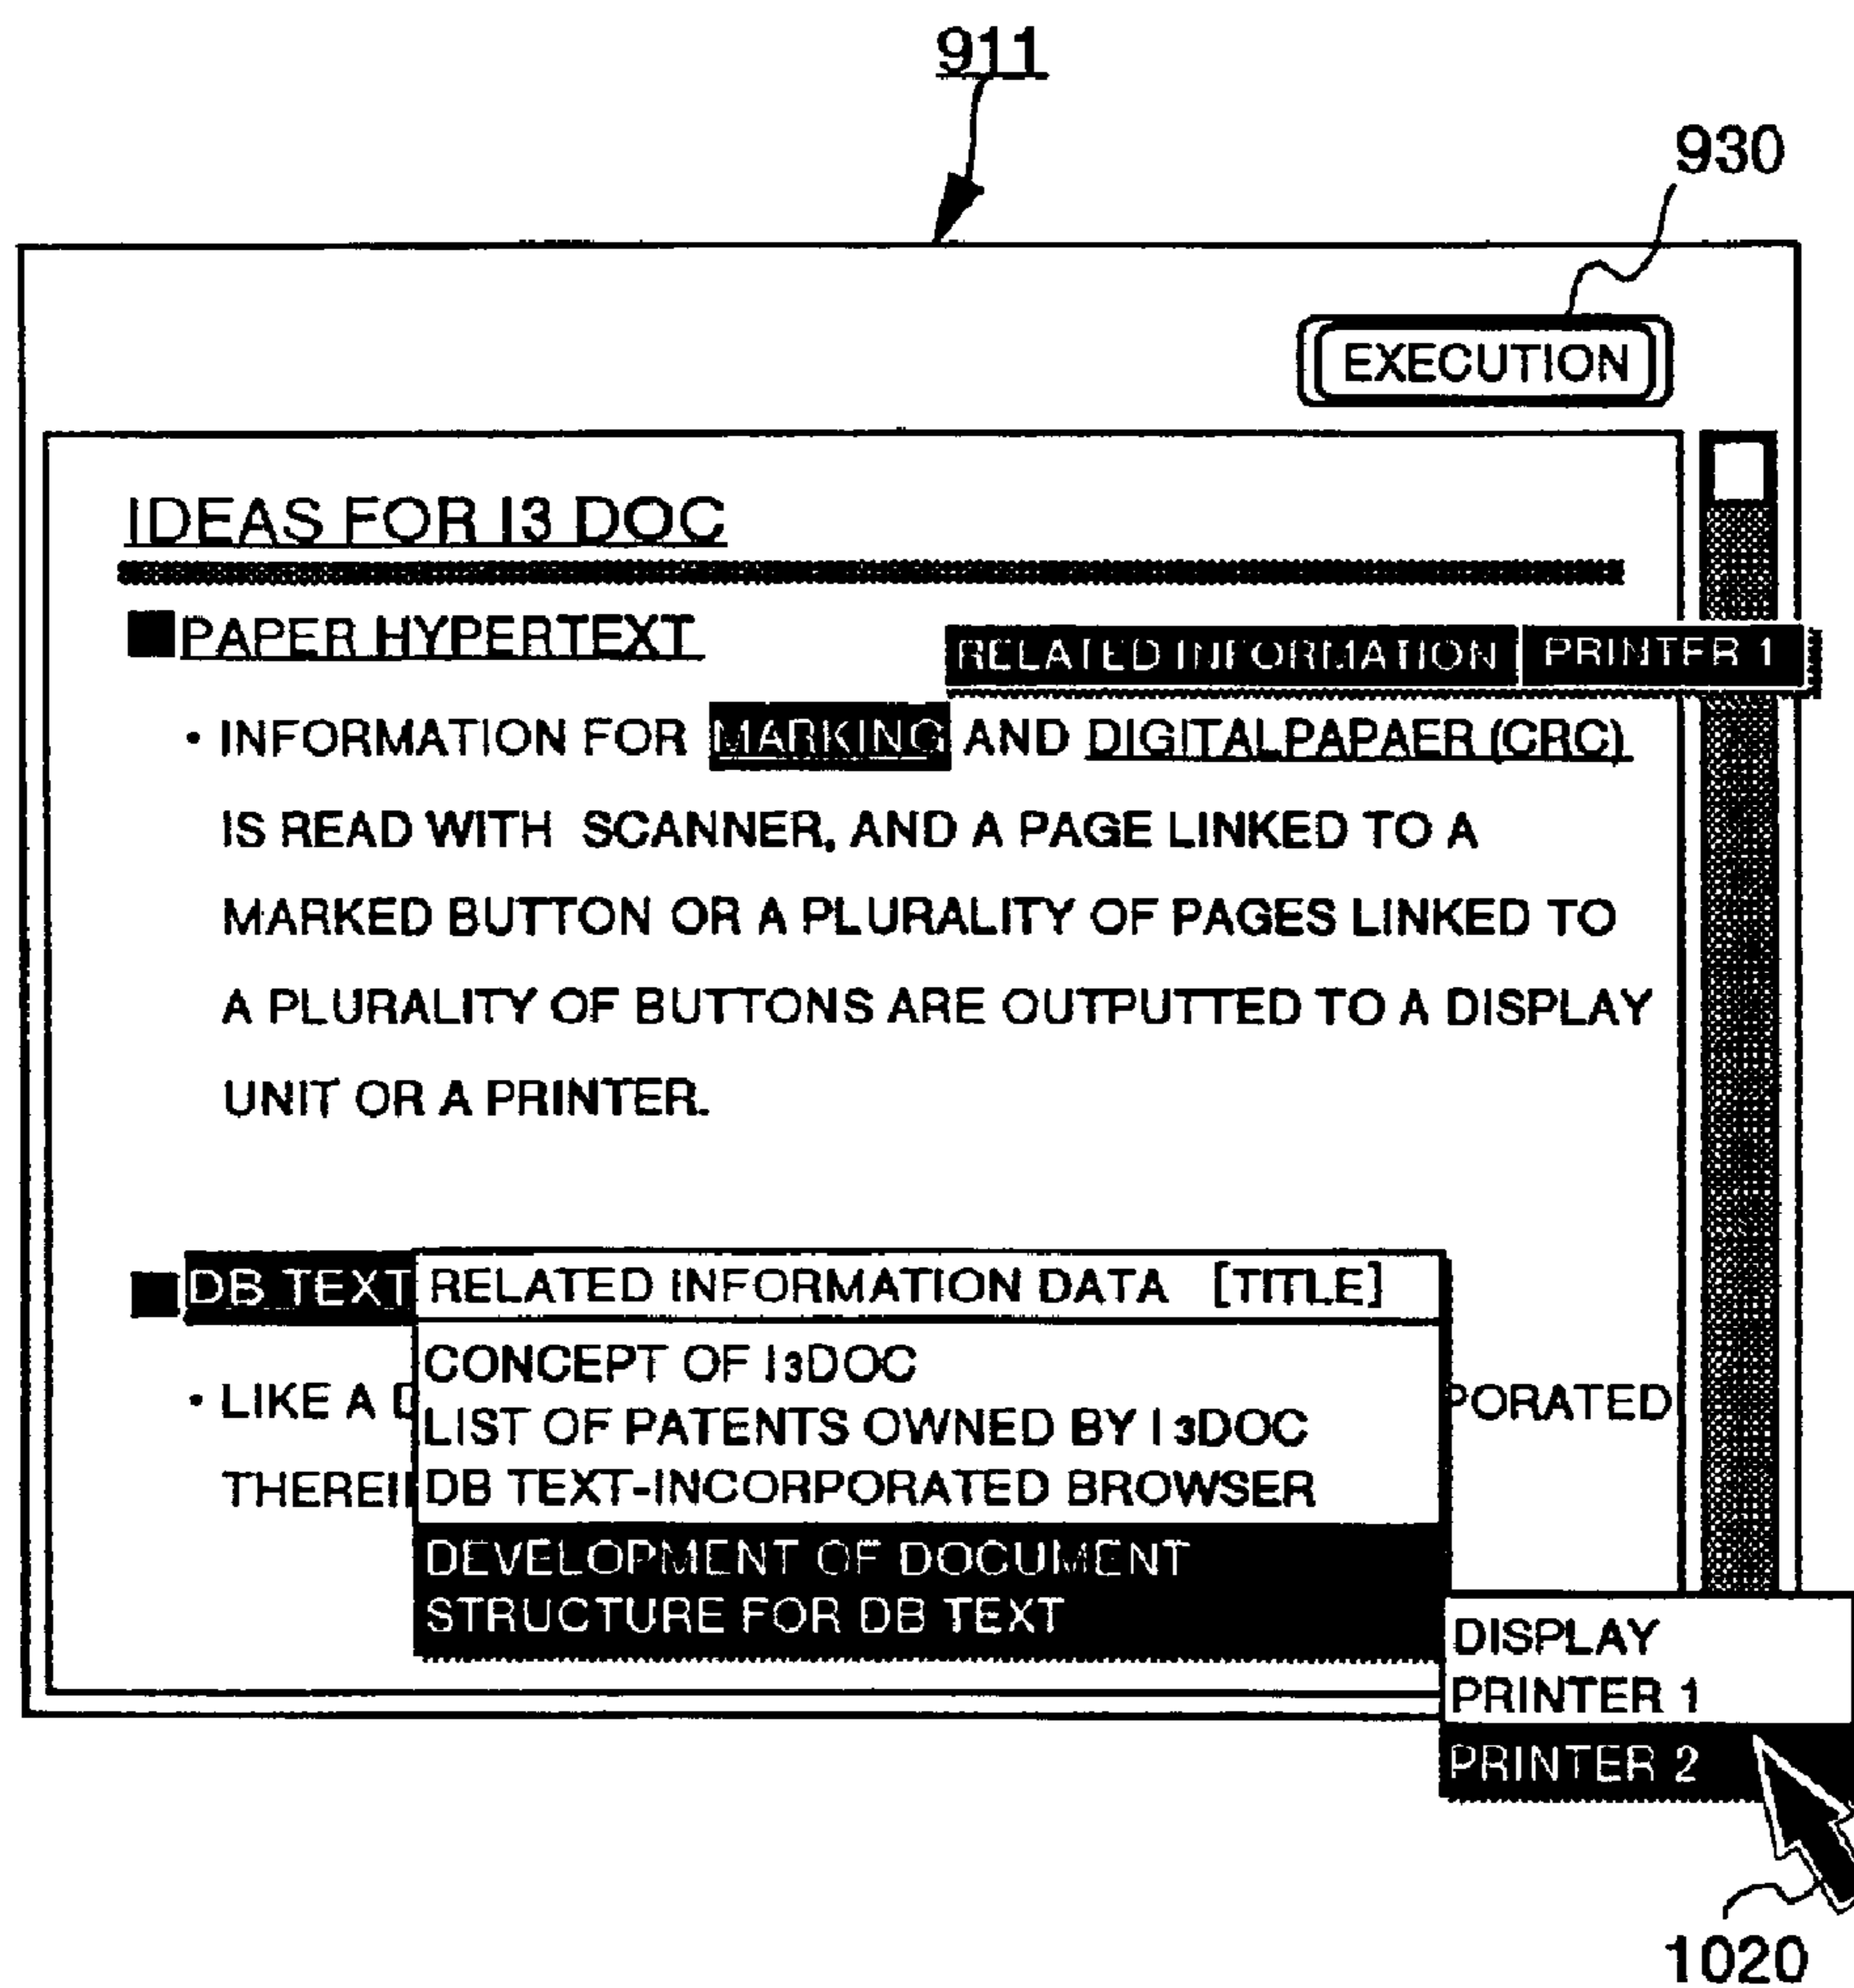 911
930
EXECUTION
IDEAS FOR I3 DOC
■PAPER HYPERTEXT
RELATED INFORMATION PRINTER 1
• INFORMATION FOR MARKING AND DIGITALPAPAER (CRC)
IS READ WITH SCANNER, AND A PAGE LINKED TO A
MARKED BUTTON OR A PLURALITY OF PAGES LINKED TO
A PLURALITY OF BUTTONS ARE OUTPUTTED TO A DISPLAY
UNIT OR A PRINTER.
■DB TEXT RELATED INFORMATION DATA [TITLE]
CONCEPT OF I3DOC
• LIKE A PORATED
LIST OF PATENTS OWNED BY I3DOC
THEREI DB TEXT-INCORPORATED BROWSER
DEVELOPMENT OF DOCUMENT
STRUCTURE FOR DB TEXT
DISPLAY
PRINTER 1
PRINTER 2
1020